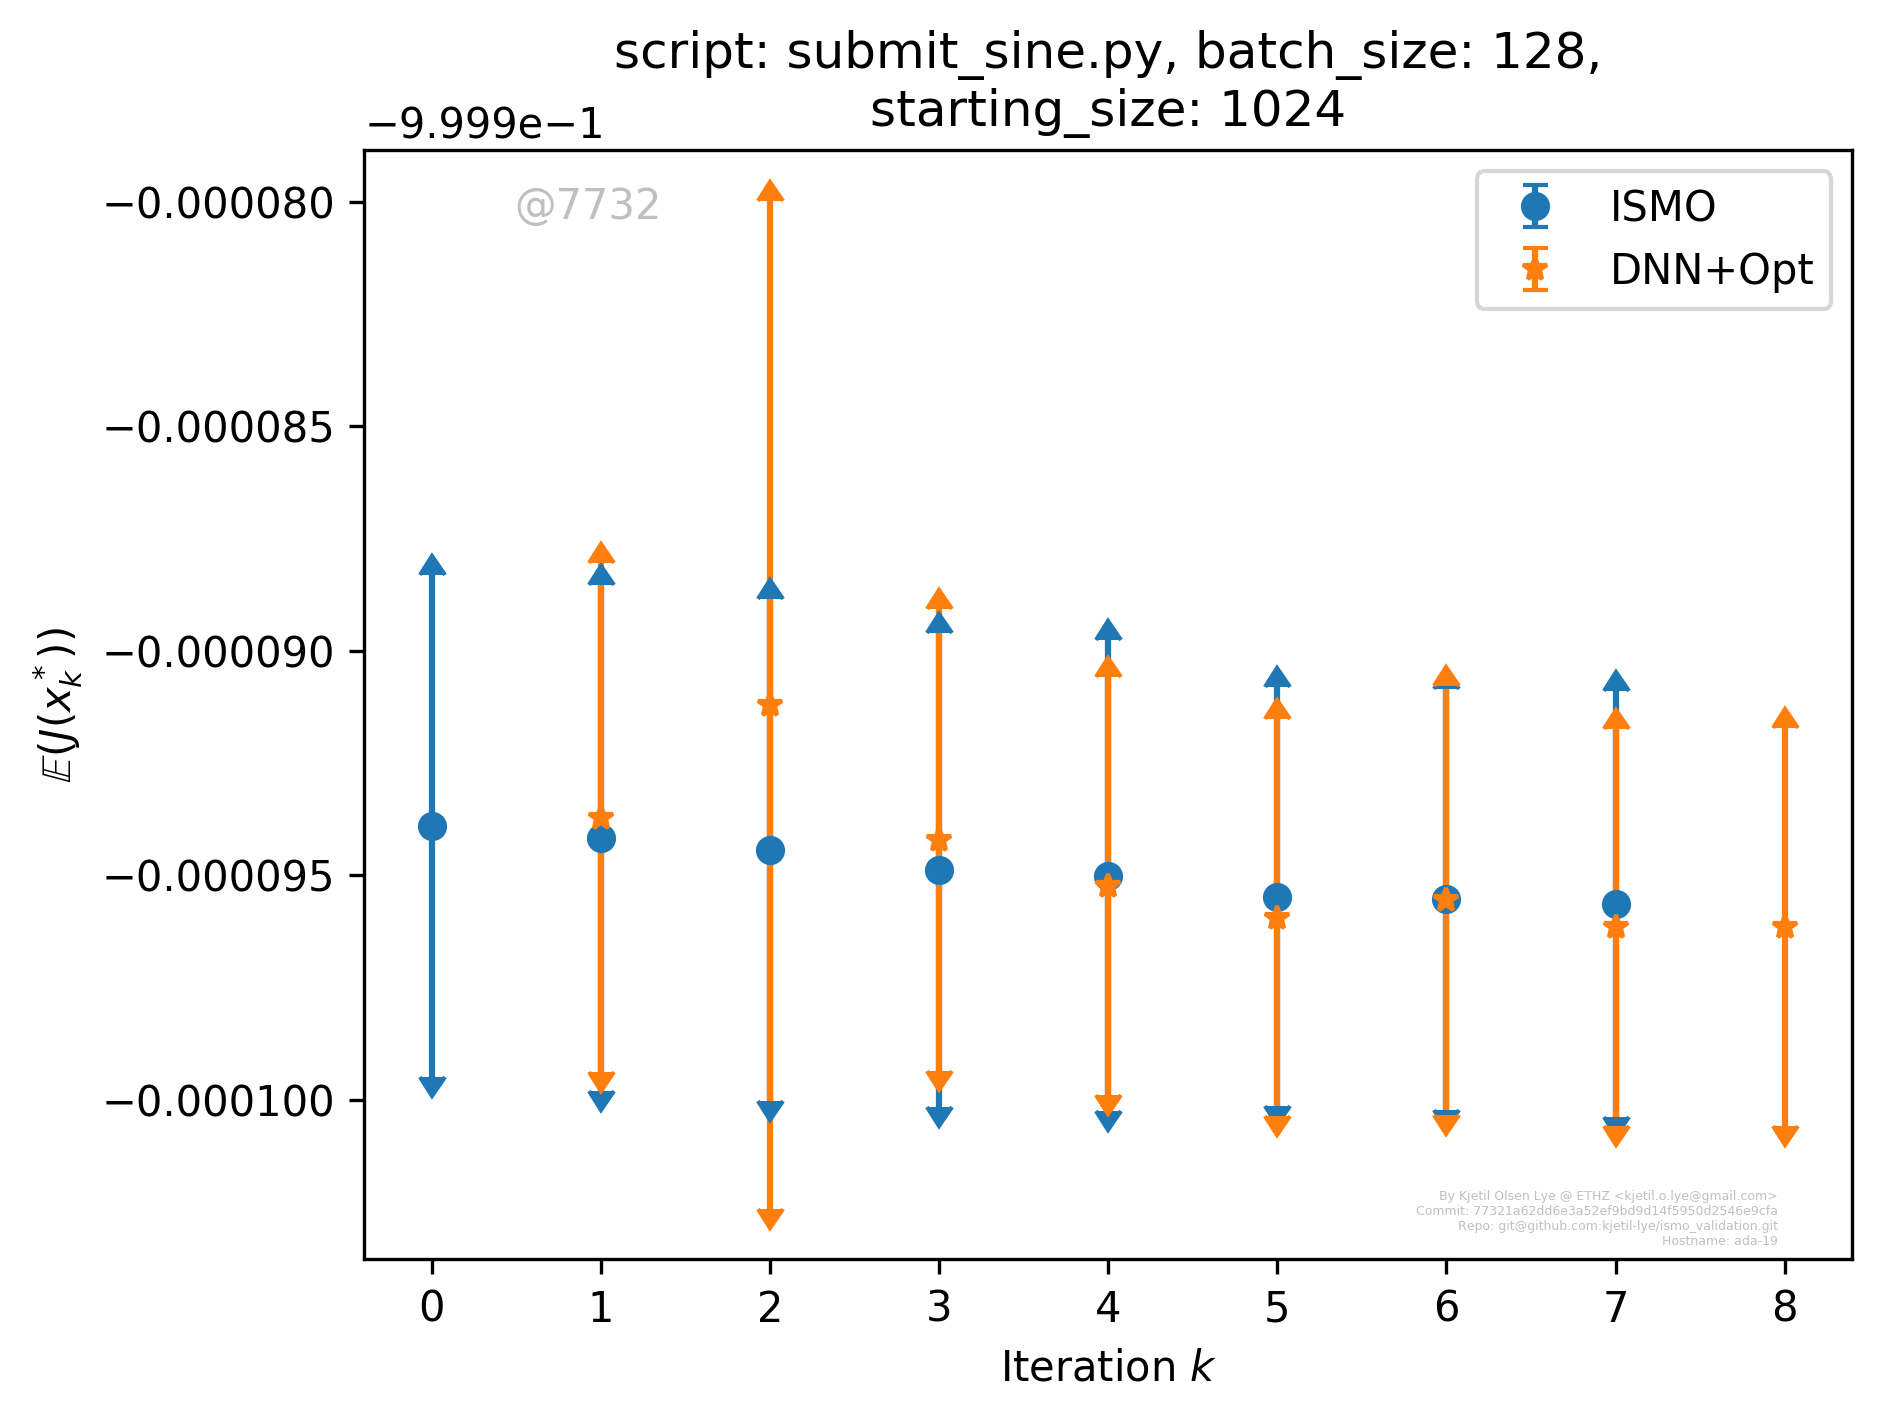 script: submit_sine.py, batch_size: 128,
starting_size: 1024
−9.999e−1
@7732
ISMO
DNN+Opt
−0.000080
−0.000085
−0.000090
−0.000095
−0.000100
𝔼(J(x*k))
By Kjetil Olsen Lye @ ETHZ <kjetil.o.lye@gmail.com>
Commit: 77321a62dd6e3a52ef9bd9d14f5950d2546e9cfa
Repo: git@github.com:kjetil-lye/ismo_validation.git
Hostname: ada-19
0 1 2 3 4 5 6 7 8
Iteration k